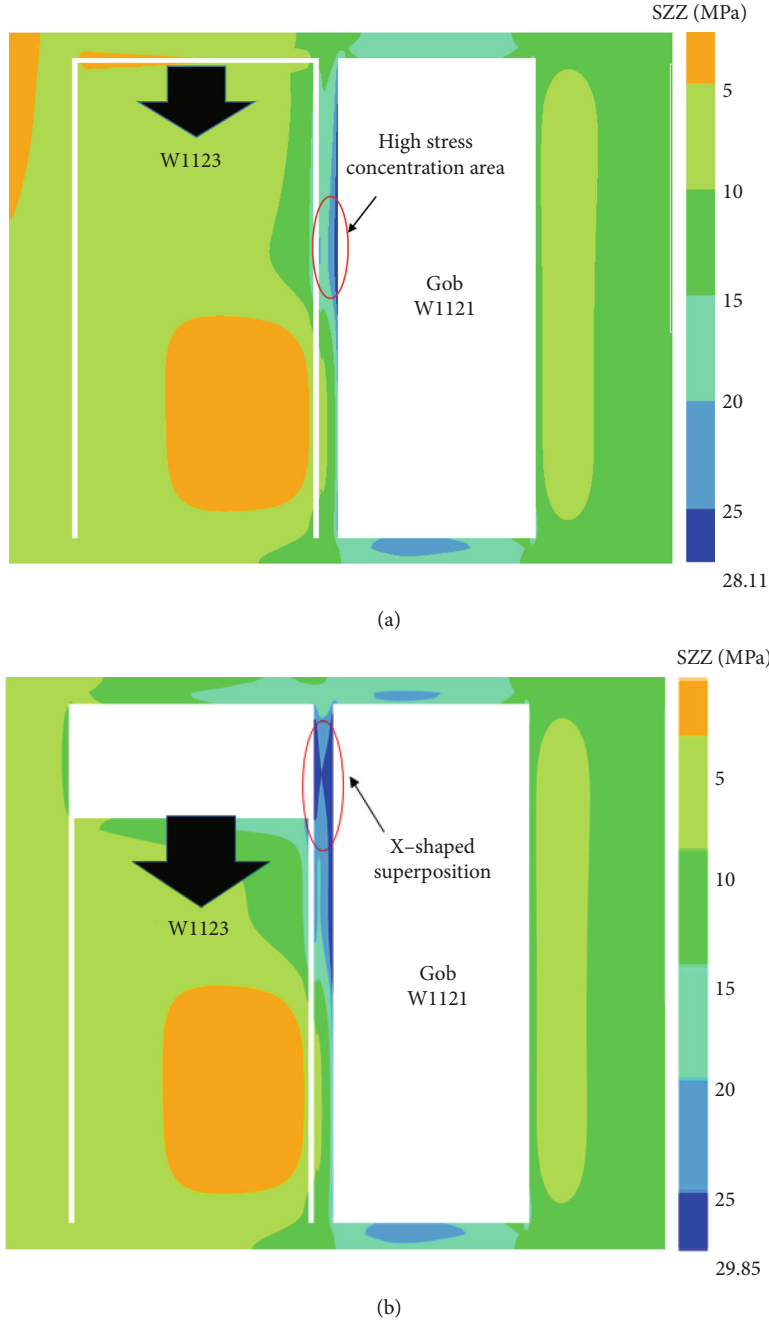 SZZ (MPa)
5
10
15
20
25
28.11
W1123
High stress
concentration area
Gob
W1121
(a)
SZZ (MPa)
5
10
15
20
25
29.85
W1123
X–shaped
superposition
Gob
W1121
(b)